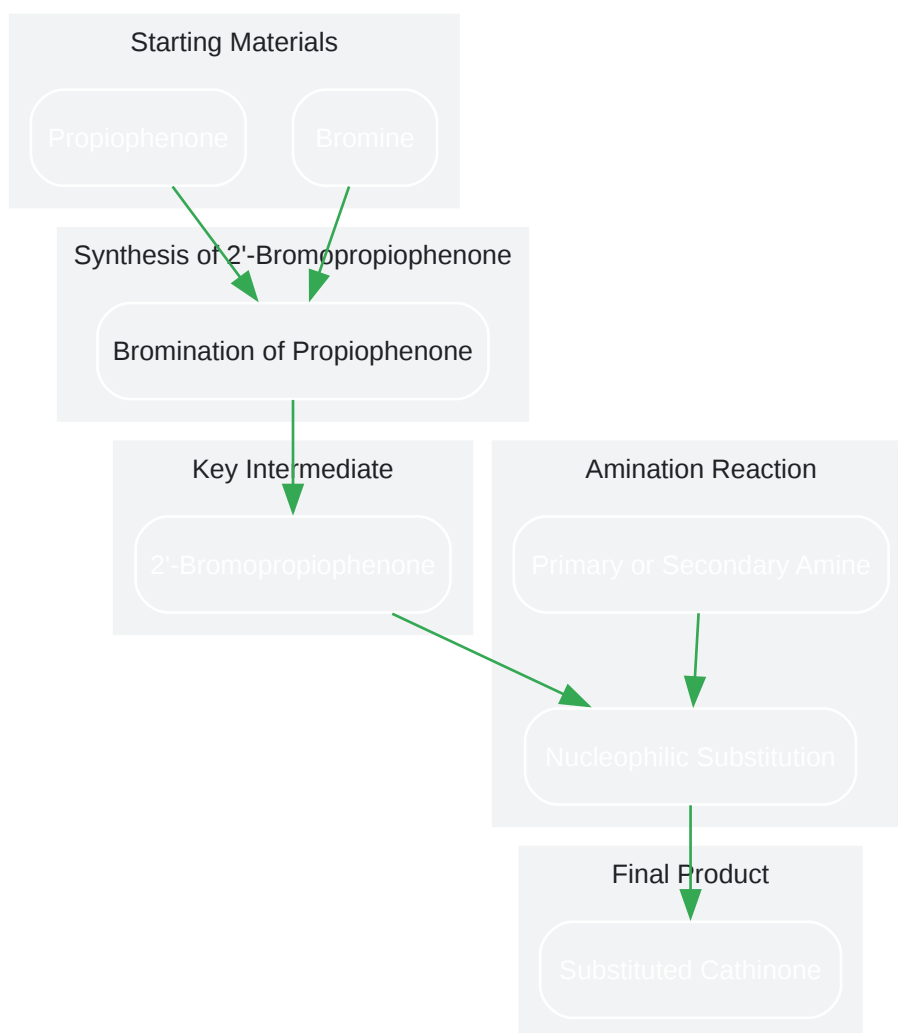 Starting Materials
Propiophenone
Bromine
Synthesis of 2'-Bromopropiophenone
Bromination of Propiophenone
Key Intermediate
Amination Reaction
2'-Bromopropiophenone
Primary or Secondary Amine
Nucleophilic Substitution
Final Product
Substituted Cathinone